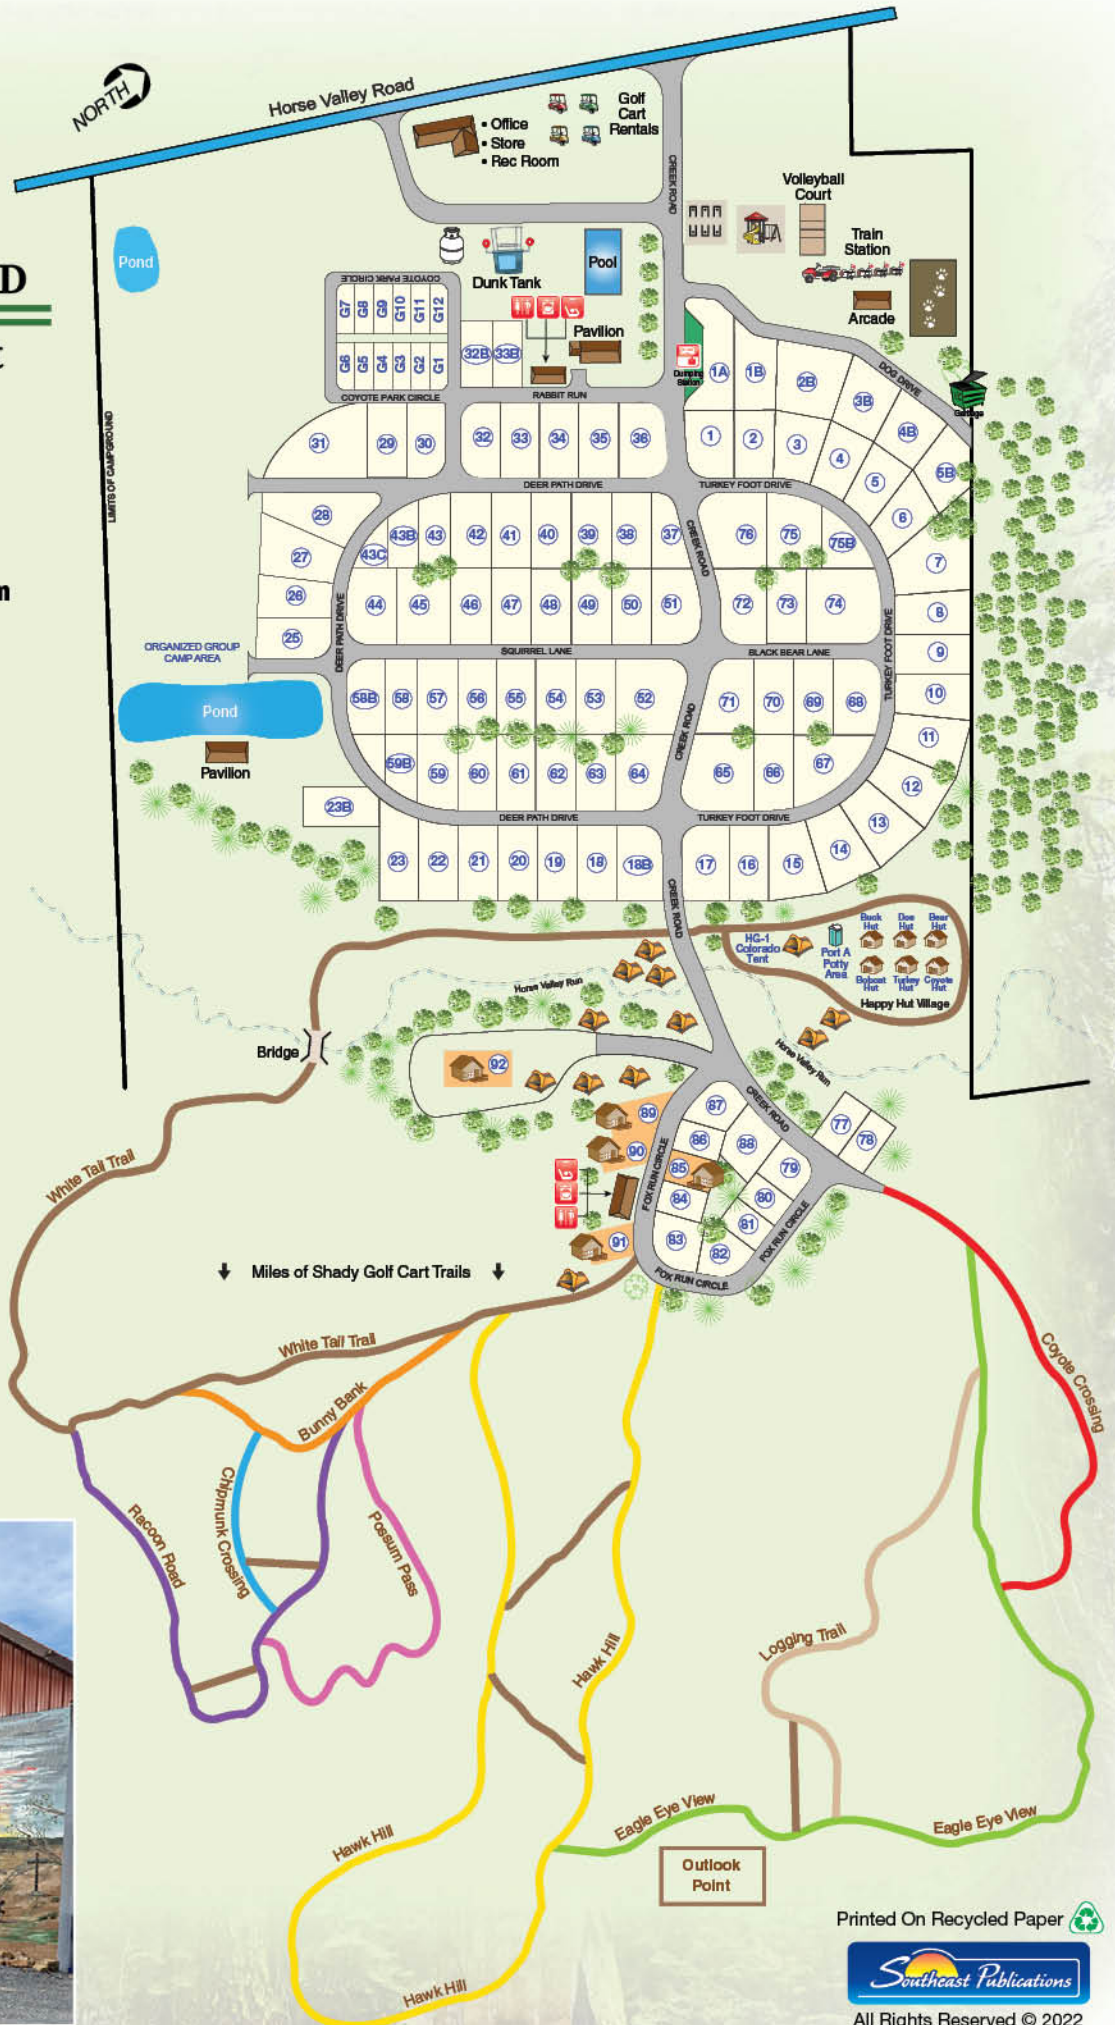 NORTH
Horse Valley Road
• Office
• Store
• Rec Room
Golf
Cart
Rentals
CREEK ROAD
Volleyball
Court
Train
Station
Arcade
D
Pond
COYOTE PARK CIRCLE
Dunk Tank
Pool
Pavilion
G7 G8 G9 G10 G11 G12
G6 G5 G4 G3 G2 G1
32B 33B
Dumping
Station
1A 1B 2B 3B 4B 5B
DOG DRIVE
Garbage
COYOTE PARK CIRCLE
RABBIT RUN
LIMITS OF CAMPGROUND
31 29 30 32 33 34 35 36
1 2 3 4 5 6 7 8 9 10 11 12 13 14 15 16 17
DEER PATH DRIVE
TURKEY FOOT DRIVE
28
27
26
25
43C 43B 43 42 41 40 39 38 37
CREEK ROAD
76 75 75B
44 45 46 47 48 49 50 51
72 73 74
DEER PATH DRIVE
TURKEY FOOT DRIVE
m
ORGANIZED GROUP
CAMP AREA
SQUIRREL LANE
BLACK BEAR LANE
Pond
Pavilion
58B 58 57 56 55 54 53 52
71 70 69 68
CREEK ROAD
59B 59 60 61 62 63 64
65 66 67
23B
DEER PATH DRIVE
TURKEY FOOT DRIVE
23 22 21 20 19 18 18B
CREEK ROAD
HG-1
Colorado
Tent
Port A
Potty
Area
Buck
Hut
Doe
Hut
Bear
Hut
Bobcat
Hut
Turkey
Hut
Coyote
Hut
Happy Hut Village
Horse Valley Run
Horse Valley Run
Bridge
92
89
90
91
87
86
88
85
84
83
82
81
80
79
77
78
CREEK ROAD
FOX RUN CIRCLE
FOX RUN CIRCLE
FOX RUN CIRCLE
White Tail Trail
Miles of Shady Golf Cart Trails
White Tail Trail
Bunny Bank
Coyote Crossing
Chipmunk Crossing
Racoon Road
Possum Pass
Hawk Hill
Logging Trail
Eagle Eye View
Eagle Eye View
Hawk Hill
Outlook
Point
Hawk Hill
Printed On Recycled Paper
Southeast Publications
All Rights Reserved © 2022